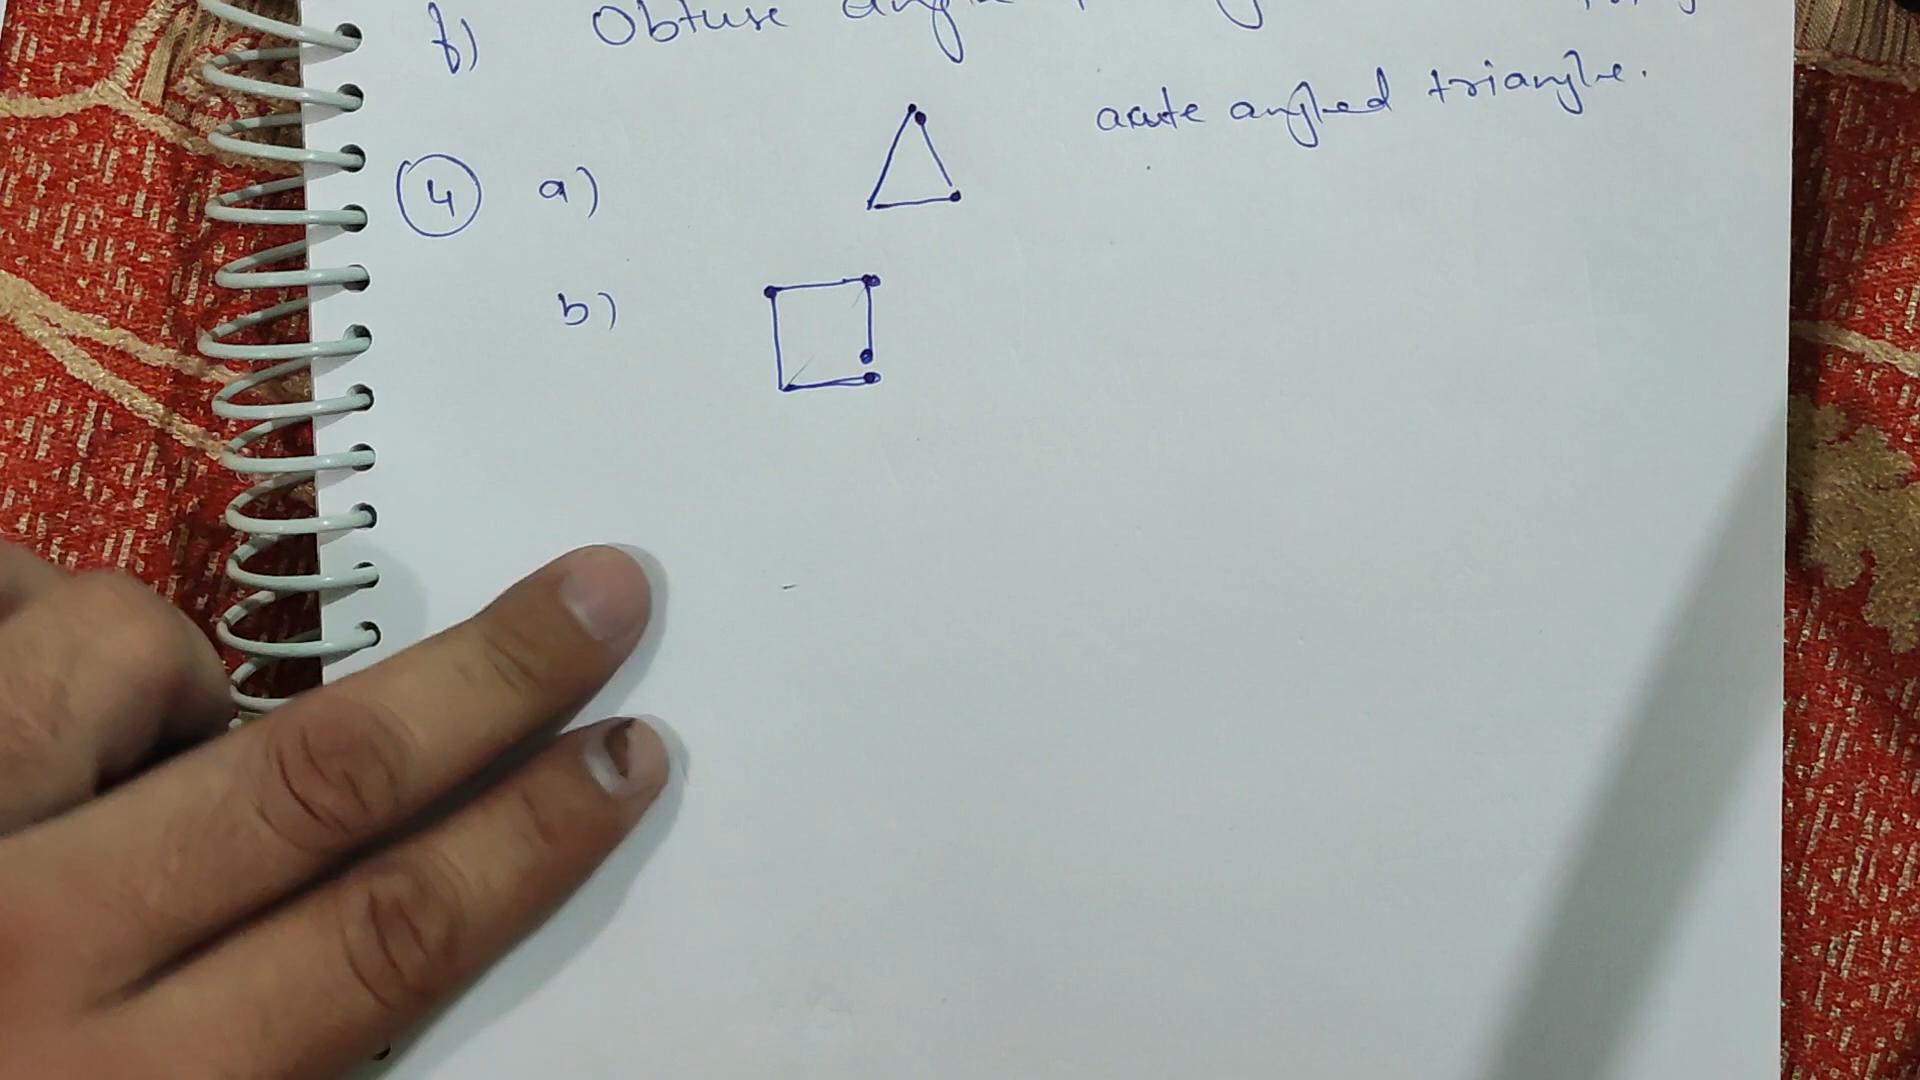 f) Obtuse
acute angled triangle.
4 a)
b)